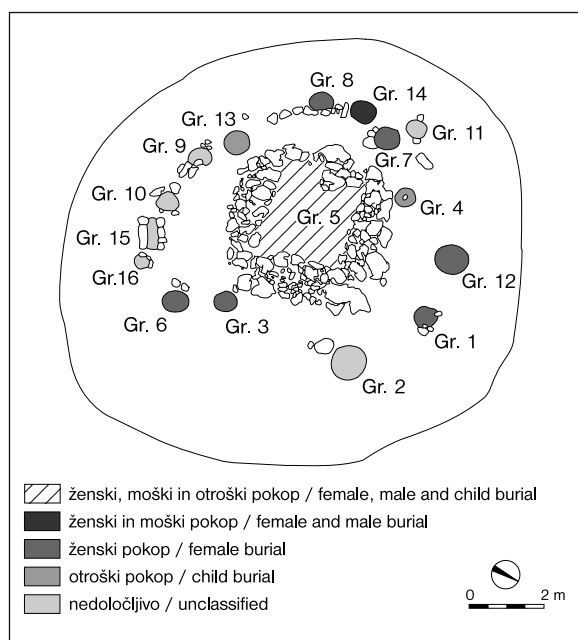 Gr. 8
Gr. 14
Gr. 13
Gr. 11
Gr. 9
Gr. 7
Gr. 10
Gr. 4
Gr. 5
Gr. 15
Gr.16
Gr. 12
Gr. 6
Gr. 3
Gr. 1
Gr. 2
ženski, moški in otroški pokop / female, male and child burial
ženski in moški pokop / female and male burial
ženski pokop / female burial
otroški pokop / child burial
nedoločljivo / unclassified
0 2 m